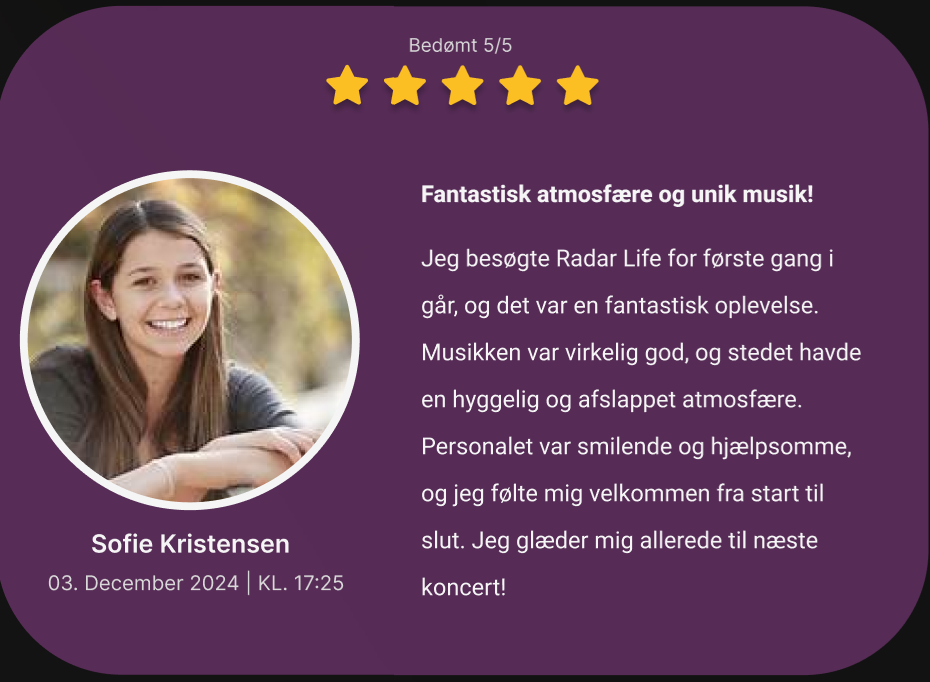 Bedømt 5/5
Fantastisk atmosfære og unik musik!
Jeg besøgte Radar Life for første gang i
går, og det var en fantastisk oplevelse.
Musikken var virkelig god, og stedet havde
en hyggelig og afslappet atmosfære.
Personalet var smilende og hjælpsomme,
og jeg følte mig velkommen fra start til
slut. Jeg glæder mig allerede til næste
koncert!
Sofie Kristensen
03. December 2024 | KL. 17:25